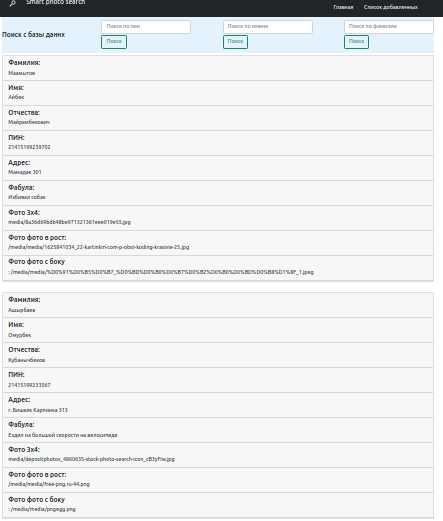 Smart photo search
Главная
Список добавленных
Поиск с базы даннх
Поиск по пин
Поиск по имени
Поиск по фамилии
Поиск
Поиск
Поиск
Фамилия:
Маамытов
Имя:
Айбек
Отчества:
Майрамбекович
ПИН:
21415199239702
Адрес:
Мамадак 301
Фабула:
Избивал собак
Фото 3х4:
media/8a36d69bdb48be971321361eee019e55.jpg
Фото фото в рост:
/media/media/1625841034_22-kartinkin-com-p-oboi-koding-krasivie-25.jpg
Фото фото с боку
: /media/media/%D0%91%D0%B5%D0%B7_%D0%BD%D0%B0%D0%B7%D0%B2%D0%B0%D0%BD%D0%B8%D1%8F_1.jpeg
Фамилия:
Ашырбаев
Имя:
Омурбек
Отчества:
Кубанычбеков
ПИН:
21415199233567
Адрес:
г. Бишкек Карпинка 313
Фабула:
Ездил на большой скорости на велосипеде
Фото 3х4:
media/depositphotos_4860635-stock-photo-search-icon_cB3yFiw.jpg
Фото фото в рост:
/media/media/free-png.ru-44.png
Фото фото с боку
: /media/media/pngegg.png